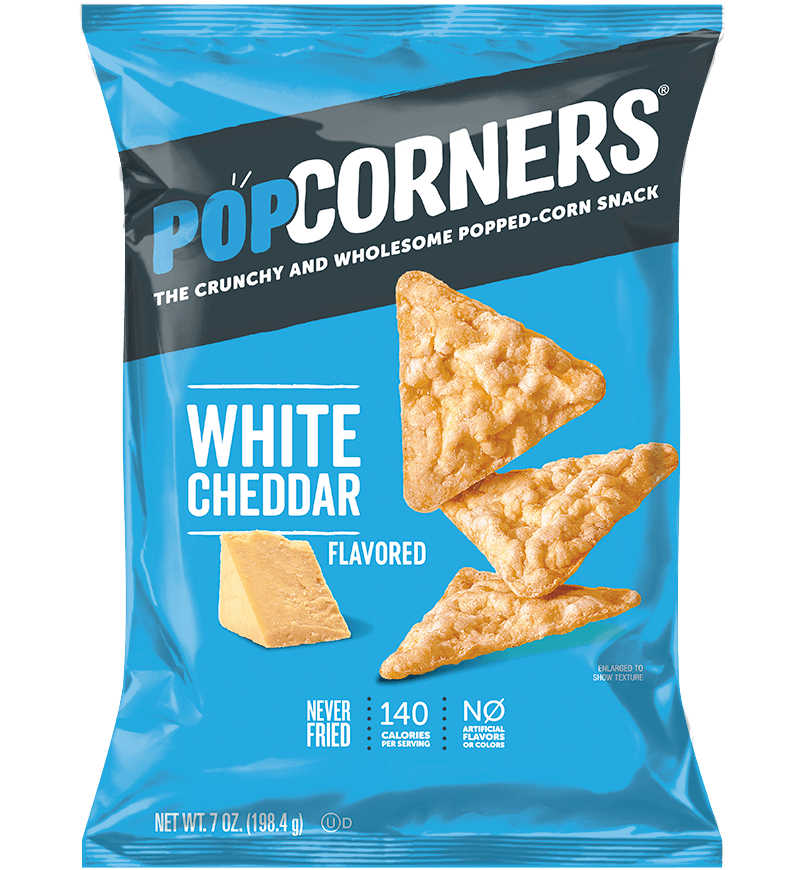 POPCORNERS®
THE CRUNCHY AND WHOLESOME POPPED-CORN SNACK
WHITE
CHEDDAR
FLAVORED
ENLARGED TO
SHOW TEXTURE
NEVER
FRIED
140
CALORIES
PER SERVING
NØ
ARTIFICIAL
FLAVORS
OR COLORS
NET WT. 7 OZ. (198.4 g)
Ⓤ D